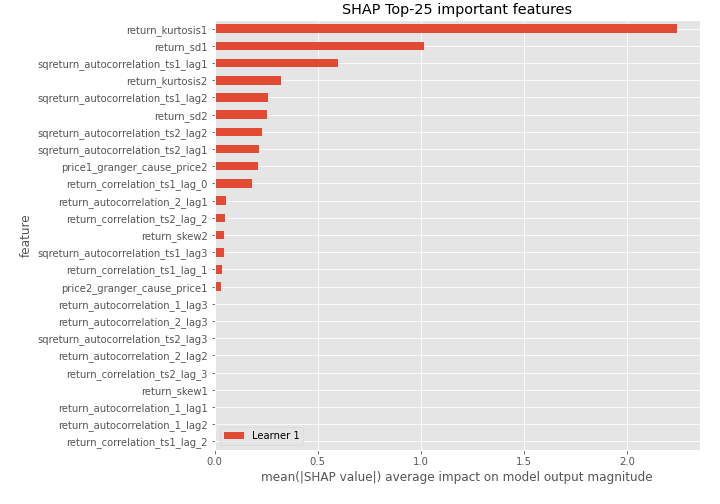 SHAP Top-25 important features
return_kurtosis1
return_sd1
sqreturn_autocorrelation_ts1_lag1
return_kurtosis2
sqreturn_autocorrelation_ts1_lag2
return_sd2
sqreturn_autocorrelation_ts2_lag2
sqreturn_autocorrelation_ts2_lag1
price1_granger_cause_price2
return_correlation_ts1_lag_0
return_autocorrelation_2_lag1
return_correlation_ts2_lag_2
return_skew2
sqreturn_autocorrelation_ts1_lag3
return_correlation_ts1_lag_1
price2_granger_cause_price1
return_autocorrelation_1_lag3
return_autocorrelation_2_lag3
sqreturn_autocorrelation_ts2_lag3
return_autocorrelation_2_lag2
return_correlation_ts2_lag_3
return_skew1
return_autocorrelation_1_lag1
return_autocorrelation_1_lag2
return_correlation_ts1_lag_2
feature
Learner 1
0.0 0.5 1.0 1.5 2.0
mean(|SHAP value|) average impact on model output magnitude